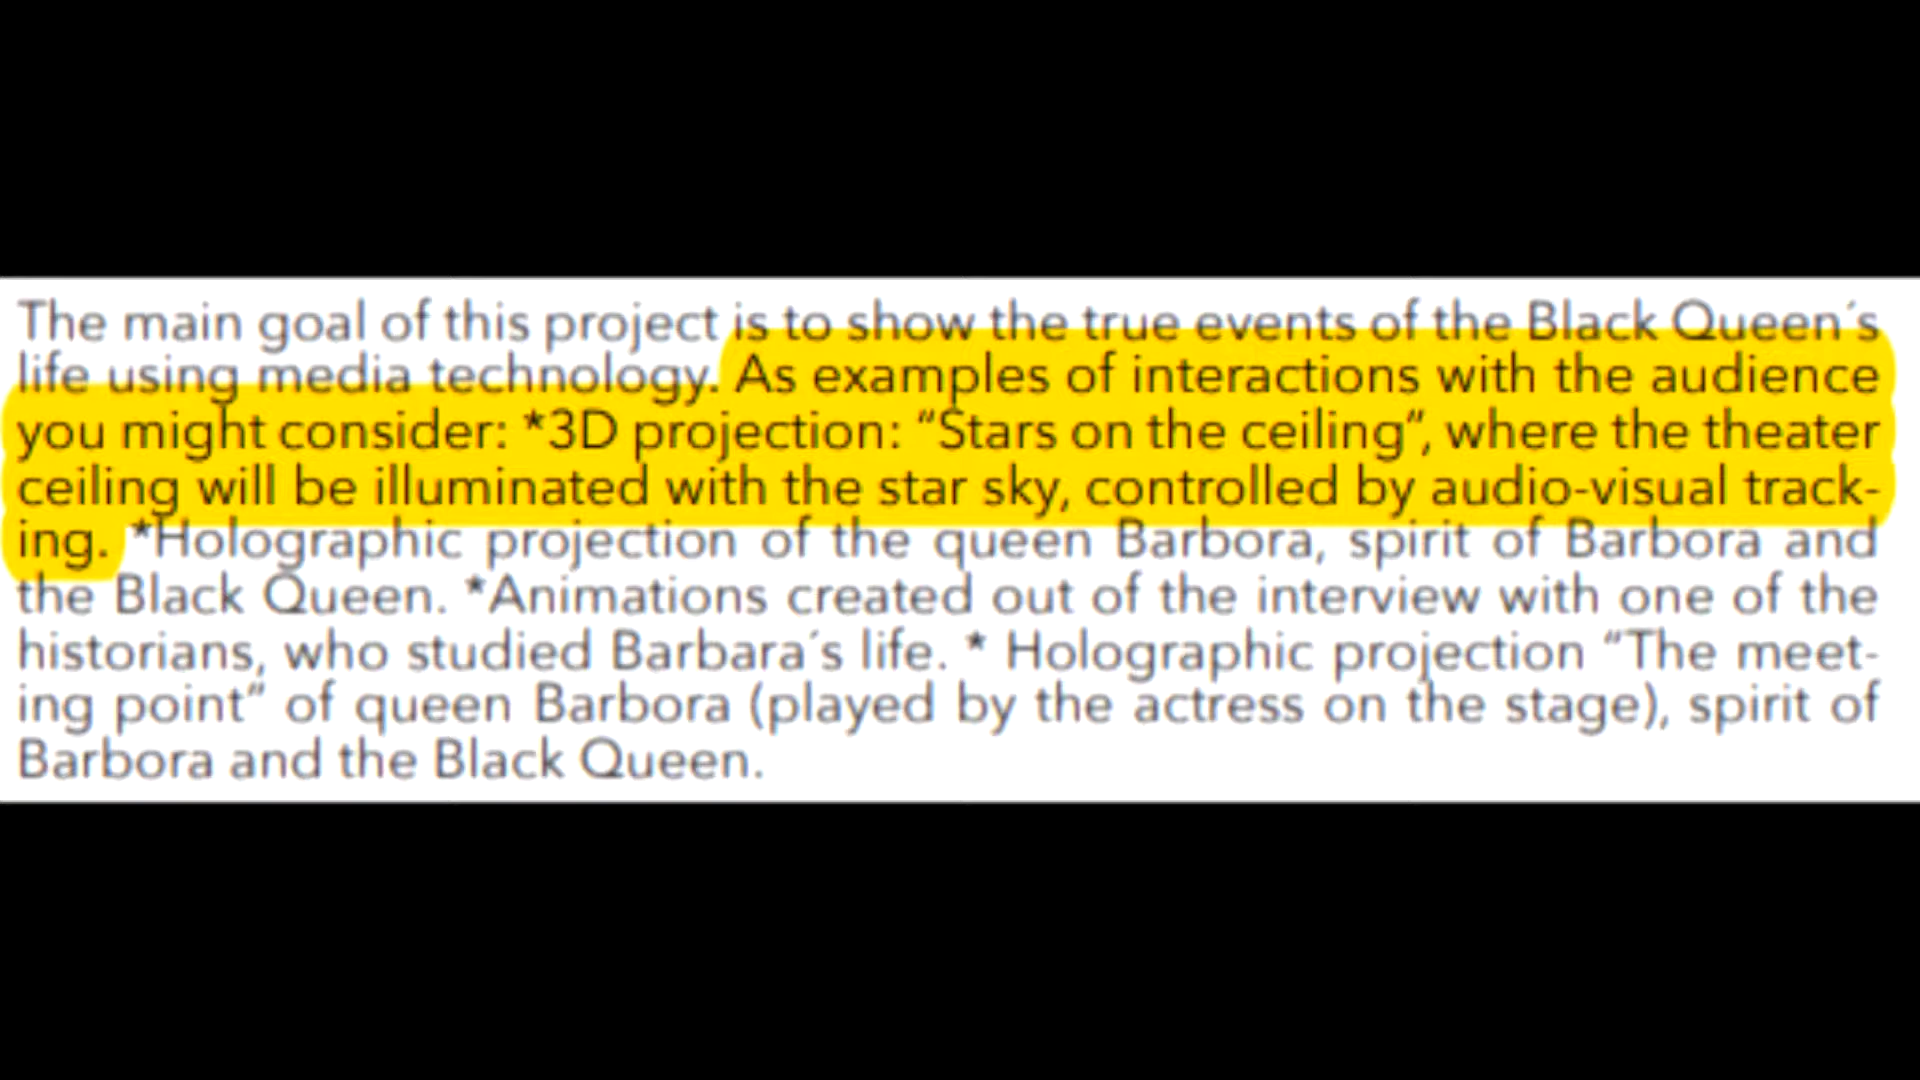 The main goal of this project is to show the true events of the Black Queen´s
life using media technology. As examples of interactions with the audience
you might consider: *3D projection: “Stars on the ceiling”, where the theater
ceiling will be illuminated with the star sky, controlled by audio-visual track-
ing. *Holographic projection of the queen Barbora, spirit of Barbora and
the Black Queen. *Animations created out of the interview with one of the
historians, who studied Barbara´s life. * Holographic projection “The meet-
ing point” of queen Barbora (played by the actress on the stage), spirit of
Barbora and the Black Queen.